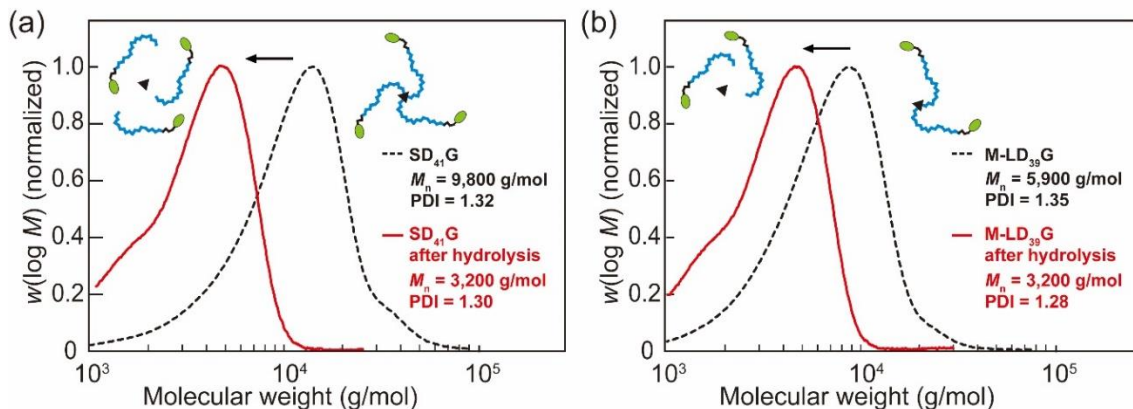 (a)
w(log M) (normalized)
1.0
0.8
0.6
0.4
0.2
0
10³
10⁴
10⁵
Molecular weight (g/mol)
SD₄₁G
Mₙ = 9,800 g/mol
PDI = 1.32
SD₄₁G
after hydrolysis
Mₙ = 3,200 g/mol
PDI = 1.30
(b)
w(log M) (normalized)
1.0
0.8
0.6
0.4
0.2
0
10³
10⁴
10⁵
Molecular weight (g/mol)
M-LD₃₉G
Mₙ = 5,900 g/mol
PDI = 1.35
M-LD₃₉G
after hydrolysis
Mₙ = 3,200 g/mol
PDI = 1.28